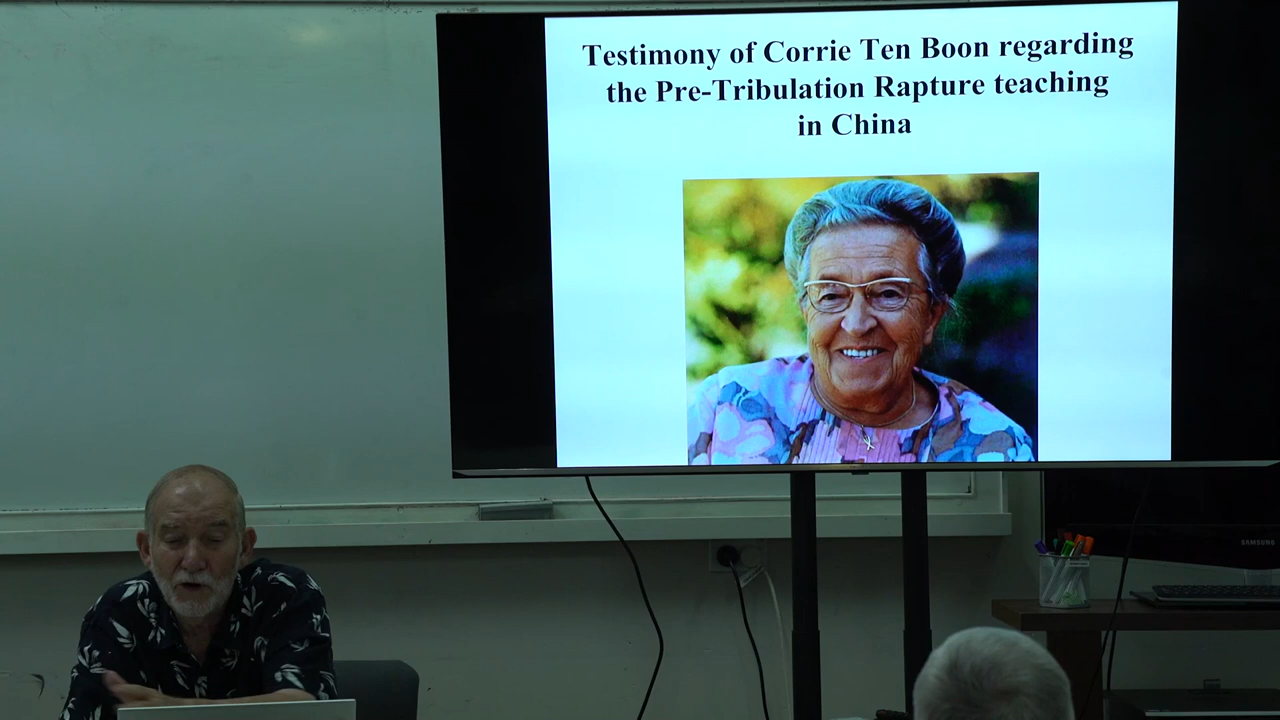 Testimony of Corrie Ten Boon regarding
the Pre-Tribulation Rapture teaching
in China
SAMSUNG